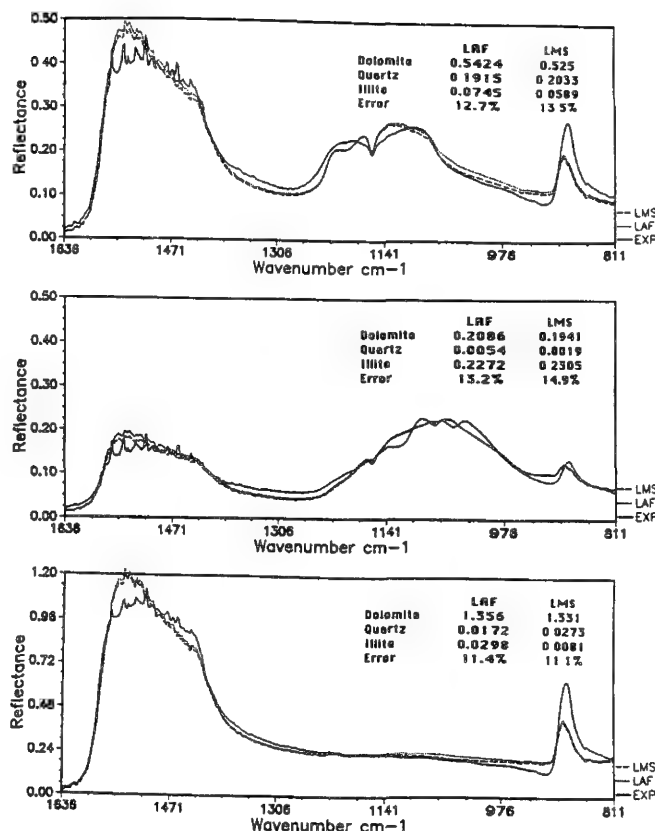 0.50
LAF LMS
Dolomite 0.5424 0.525
Quartz 0.1915 0.2033
Illite 0.0745 0.0589
Error 12.7% 13.5%
0.40
0.30
0.20
0.10
0.00
Reflectance
1636 1471 1306 1141 976 811
Wavenumber cm-1
LMS
LAF
EXP
0.50
LAF LMS
Dolomite 0.2086 0.1941
Quartz 0.0054 0.0019
Illite 0.2272 0.2305
Error 13.2% 14.9%
0.40
0.30
0.20
0.10
0.00
Reflectance
1636 1471 1306 1141 976 811
Wavenumber cm-1
LMS
LAF
EXP
1.20
LAF LMS
Dolomite 1.356 1.331
Quartz 0.0172 0.0273
Illite 0.0298 0.0081
Error 11.4% 11.1%
0.96
0.72
0.48
0.24
0.00
Reflectance
1636 1471 1306 1141 976 811
Wavenumber cm-1
LMS
LAF
EXP